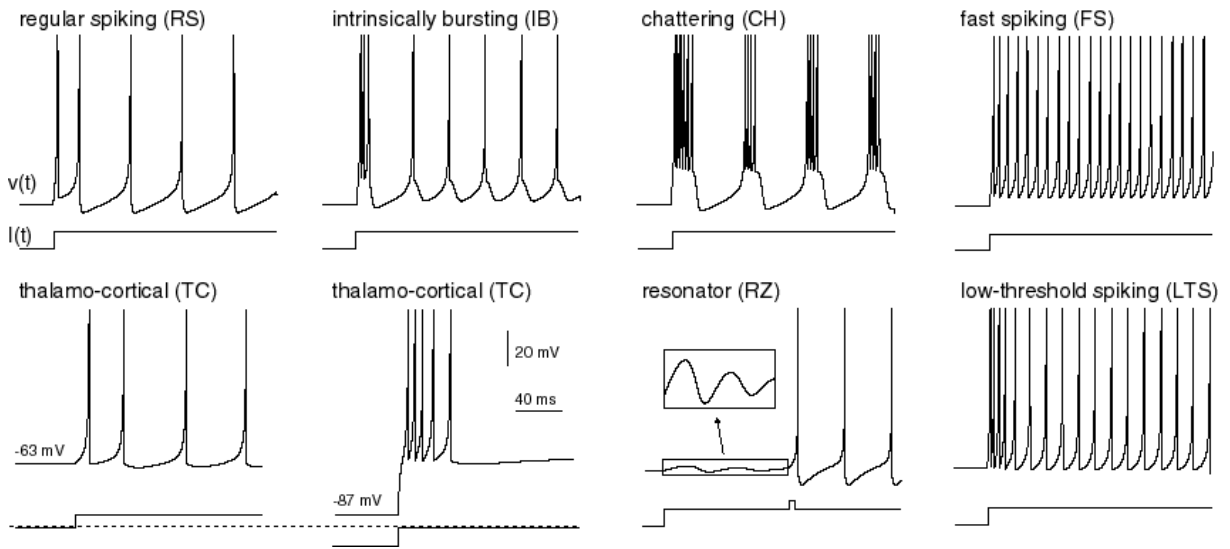 regular spiking (RS)
intrinsically bursting (IB)
chattering (CH)
fast spiking (FS)
v(t)
I(t)
thalamo-cortical (TC)
thalamo-cortical (TC)
resonator (RZ)
low-threshold spiking (LTS)
20 mV
40 ms
-63 mV
-87 mV